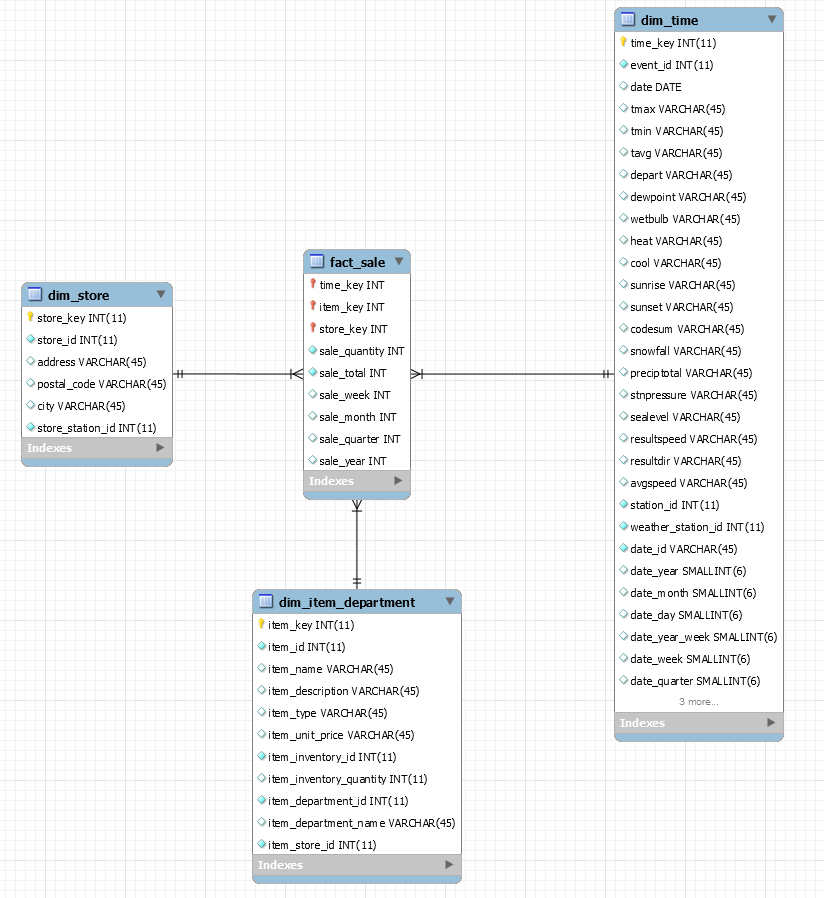 dim_time
time_key INT(11)
event_id INT(11)
date DATE
tmax VARCHAR(45)
tmin VARCHAR(45)
tavg VARCHAR(45)
depart VARCHAR(45)
dewpoint VARCHAR(45)
wetbulb VARCHAR(45)
heat VARCHAR(45)
cool VARCHAR(45)
sunrise VARCHAR(45)
sunset VARCHAR(45)
codesum VARCHAR(45)
snowfall VARCHAR(45)
preciptotal VARCHAR(45)
stnpressure VARCHAR(45)
sealevel VARCHAR(45)
resultspeed VARCHAR(45)
resultdir VARCHAR(45)
avgspeed VARCHAR(45)
station_id INT(11)
weather_station_id INT(11)
date_id VARCHAR(45)
date_year SMALLINT(6)
date_month SMALLINT(6)
date_day SMALLINT(6)
date_year_week SMALLINT(6)
date_week SMALLINT(6)
date_quarter SMALLINT(6)
3 more...
Indexes
fact_sale
time_key INT
item_key INT
store_key INT
sale_quantity INT
sale_total INT
sale_week INT
sale_month INT
sale_quarter INT
sale_year INT
Indexes
dim_store
store_key INT(11)
store_id INT(11)
address VARCHAR(45)
postal_code VARCHAR(45)
city VARCHAR(45)
store_station_id INT(11)
Indexes
dim_item_department
item_key INT(11)
item_id INT(11)
item_name VARCHAR(45)
item_description VARCHAR(45)
item_type VARCHAR(45)
item_unit_price VARCHAR(45)
item_inventory_id INT(11)
item_inventory_quantity INT(11)
item_department_id INT(11)
item_department_name VARCHAR(45)
item_store_id INT(11)
Indexes